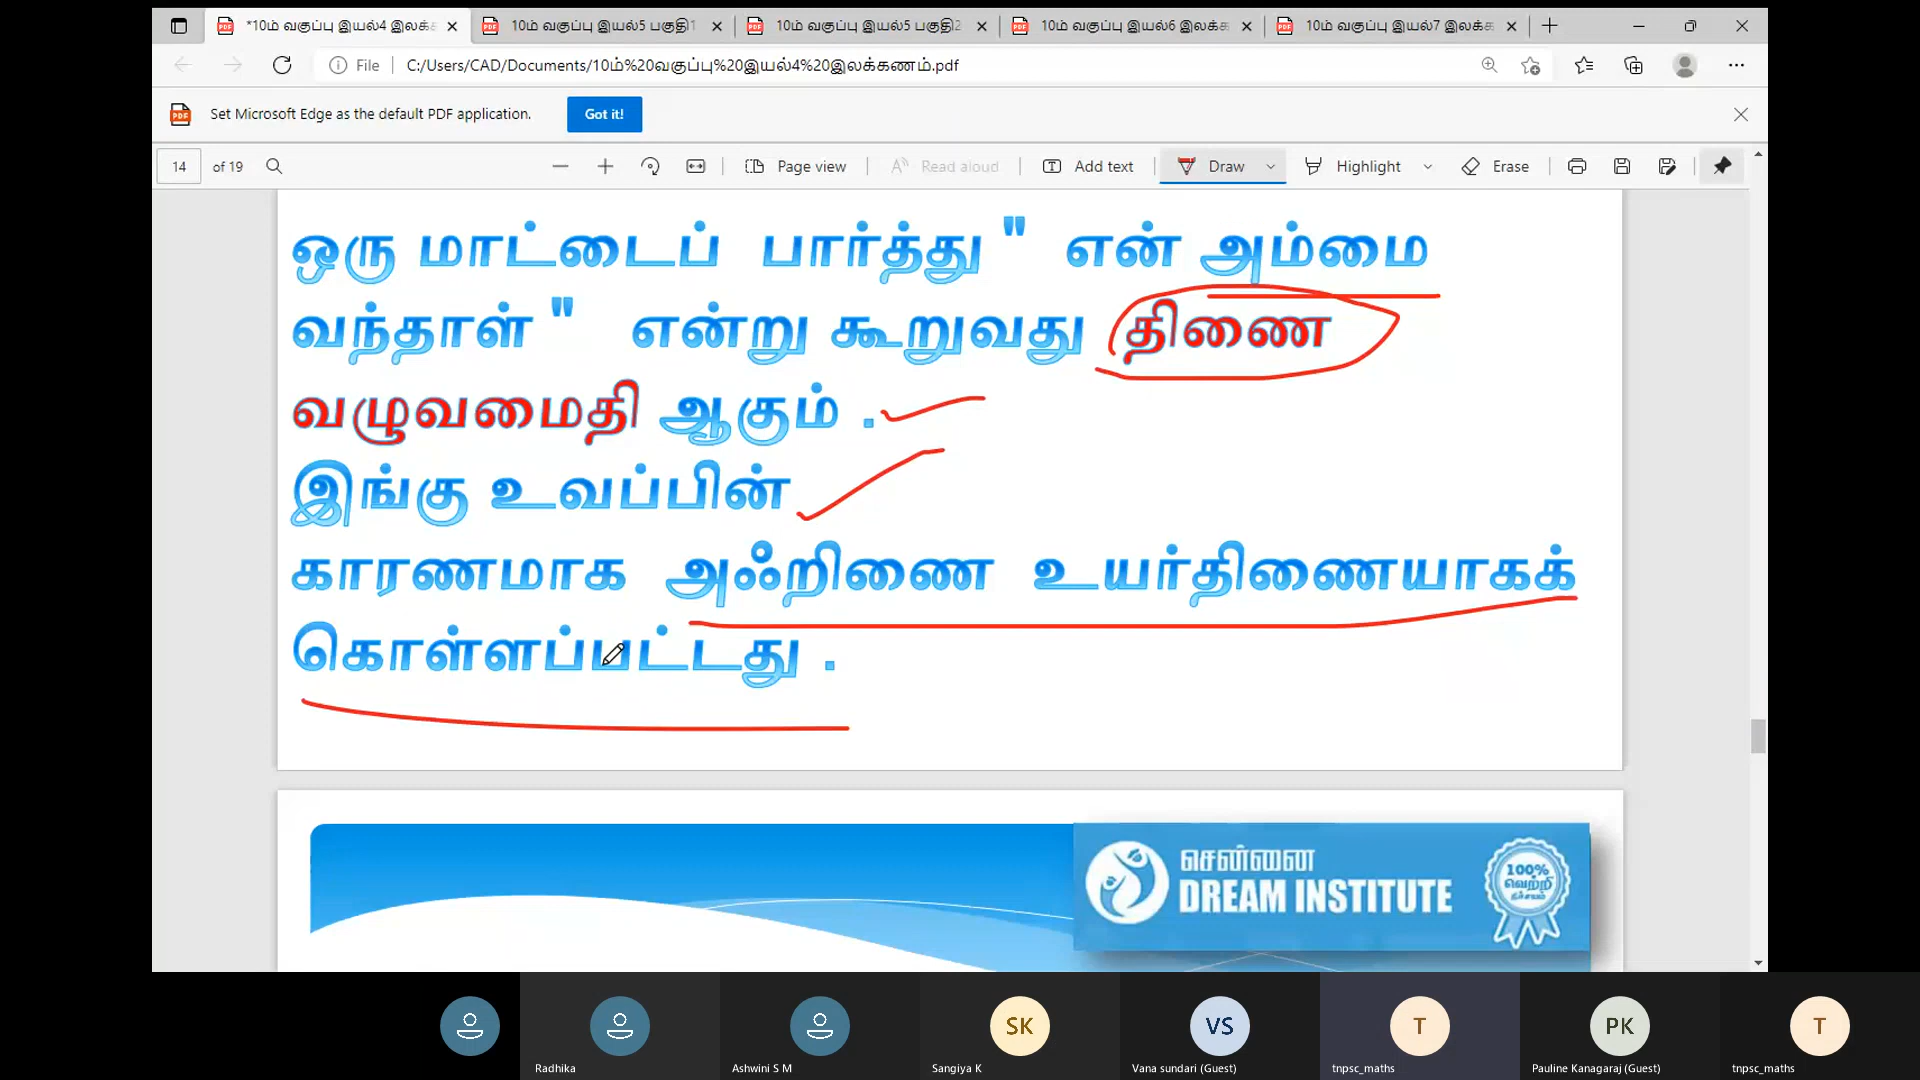 *10ம் வகுப்பு இயல்4 இலக்க
10ம் வகுப்பு இயல்5 பகுதி1
10ம் வகுப்பு இயல்5 பகுதி2
10ம் வகுப்பு இயல்6 இலக்க
10ம் வகுப்பு இயல்7 இலக்க
File C:/Users/CAD/Documents/10ம்%20வகுப்பு%20இயல்4%20இலக்கணம்.pdf
Set Microsoft Edge as the default PDF application. Got it!
14 of 19 Page view Read aloud Add text Draw Highlight Erase
ஒரு மாட்டைப் பார்த்து " என் அம்மை
வந்தாள் " என்று கூறுவது திணை
வழுவமைதி ஆகும் .
இங்கு உவப்பின்
காரணமாக அஃறிணை உயர்திணையாகக்
கொள்ளப்பட்டது .
சென்னை
DREAM INSTITUTE
100%
வெற்றி
SK VS T PK T
Radhika Ashwini S M Sangiya K Vana sundari (Guest) tnpsc_maths Pauline Kanagaraj (Guest) tnpsc_maths